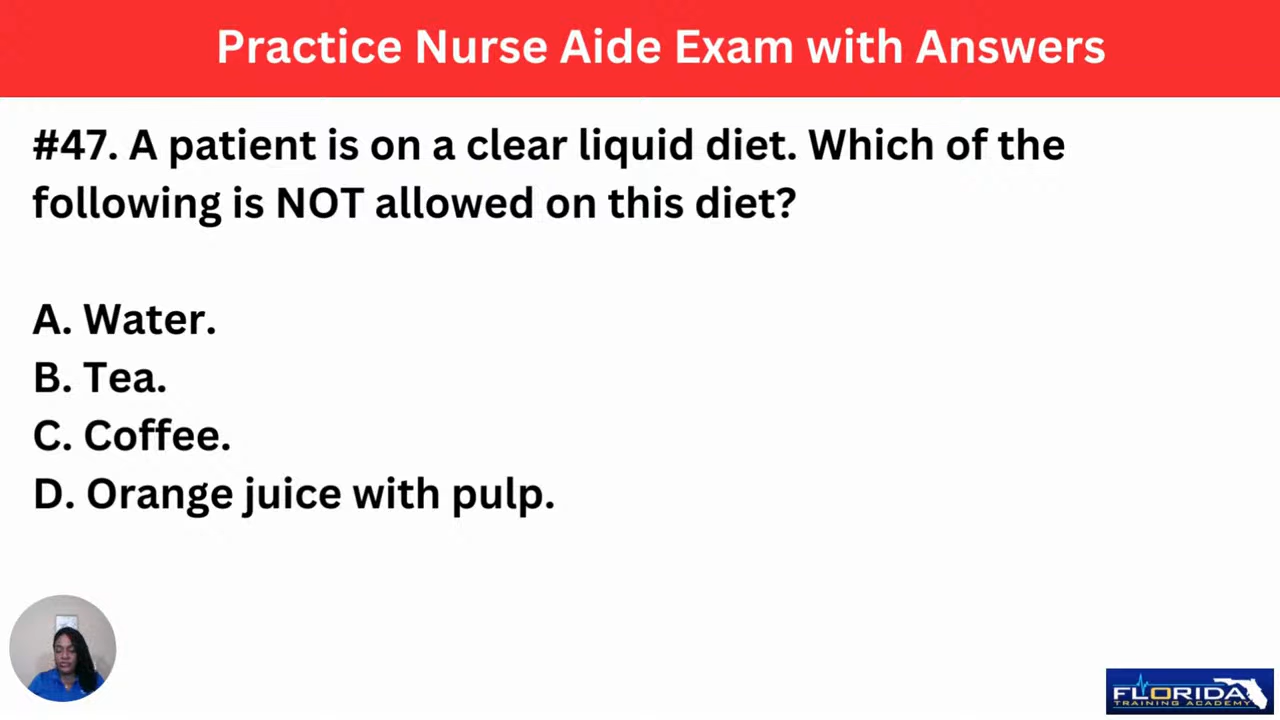 Practice Nurse Aide Exam with Answers
#47. A patient is on a clear liquid diet. Which of the
following is NOT allowed on this diet?
A. Water.
B. Tea.
C. Coffee.
D. Orange juice with pulp.
FLORIDA
TRAINING ACADEMY